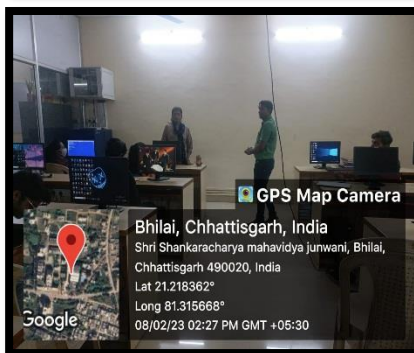 GPS Map Camera
Bhilai, Chhattisgarh, India
Shri Shankaracharya mahavidya junwani, Bhilai,
Chhattisgarh 490020, India
Lat 21.218362°
Long 81.315668°
08/02/23 02:27 PM GMT +05:30
Google